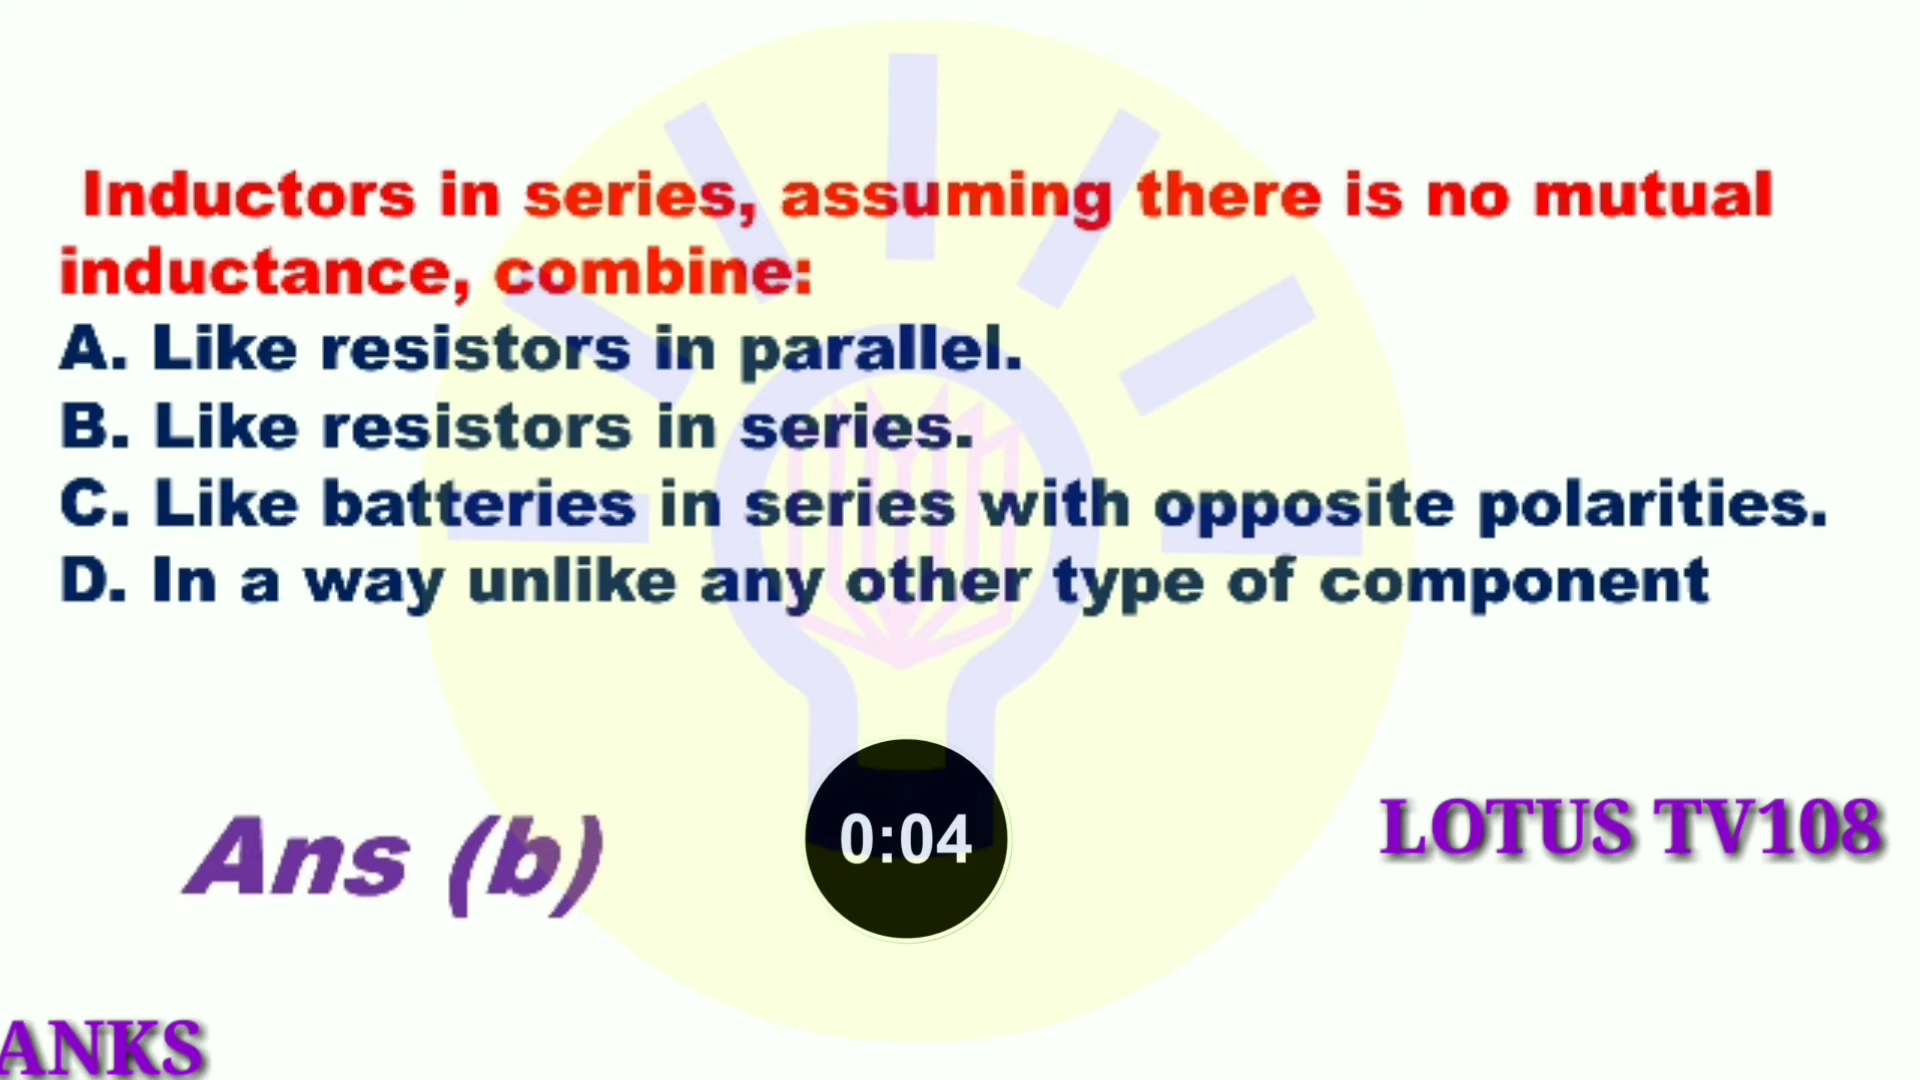 Inductors in series, assuming there is no mutual
inductance, combine:
A. Like resistors in parallel.
B. Like resistors in series.
C. Like batteries in series with opposite polarities.
D. In a way unlike any other type of component
Ans (b)
0:04
LOTUS TV108
ANKS